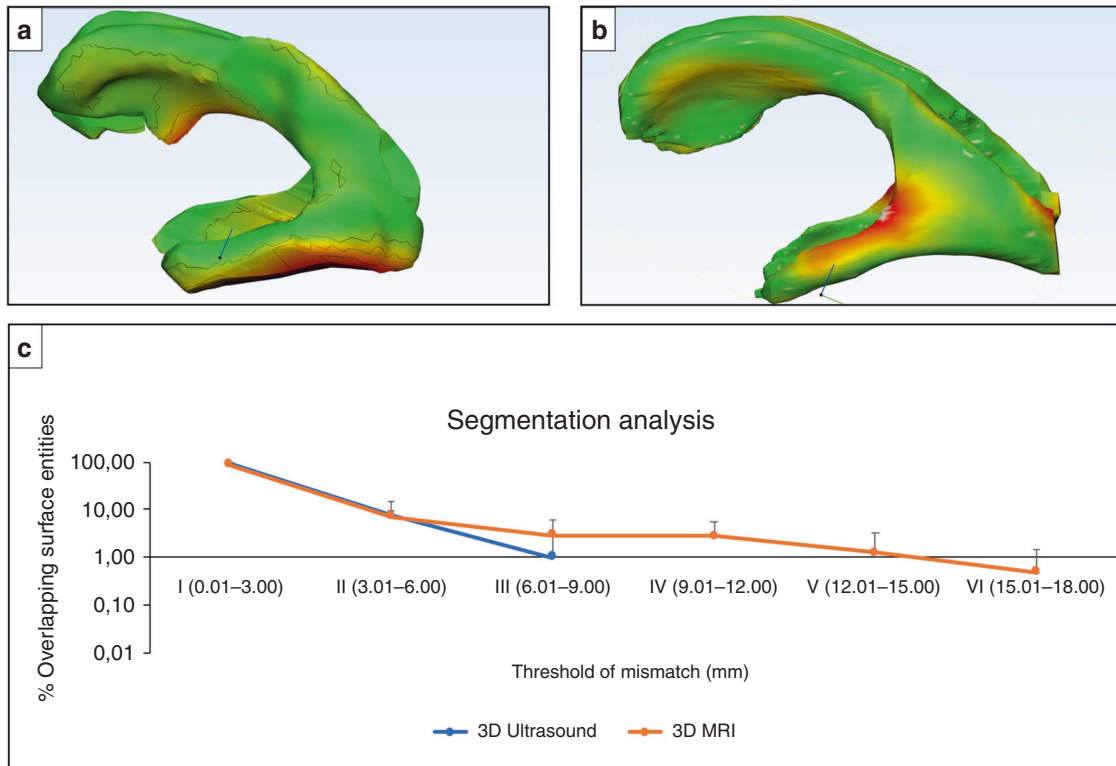 a
b
c
Segmentation analysis
% Overlapping surface entities
100,00
10,00
1,00
0,10
0,01
I (0.01–3.00) II (3.01–6.00) III (6.01–9.00) IV (9.01–12.00) V (12.01–15.00) VI (15.01–18.00)
Threshold of mismatch (mm)
3D Ultrasound 3D MRI